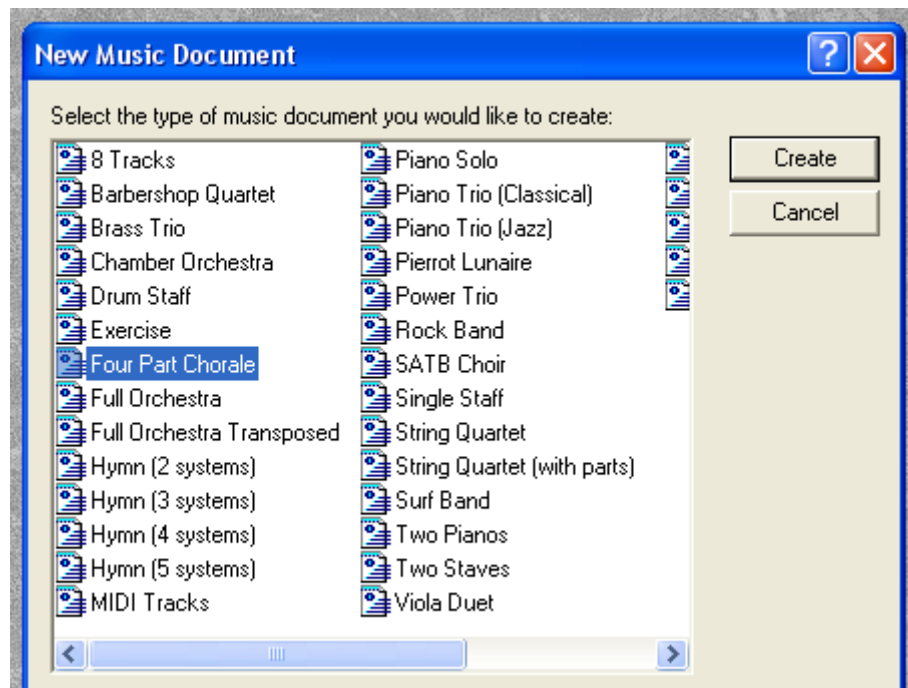 New Music Document
Select the type of music document you would like to create:
8 Tracks
Barbershop Quartet
Brass Trio
Chamber Orchestra
Drum Staff
Exercise
Four Part Chorale
Full Orchestra
Full Orchestra Transposed
Hymn (2 systems)
Hymn (3 systems)
Hymn (4 systems)
Hymn (5 systems)
MIDI Tracks
Piano Solo
Piano Trio (Classical)
Piano Trio (Jazz)
Pierrot Lunaire
Power Trio
Rock Band
SATB Choir
Single Staff
String Quartet
String Quartet (with parts)
Surf Band
Two Pianos
Two Staves
Viola Duet
Create
Cancel